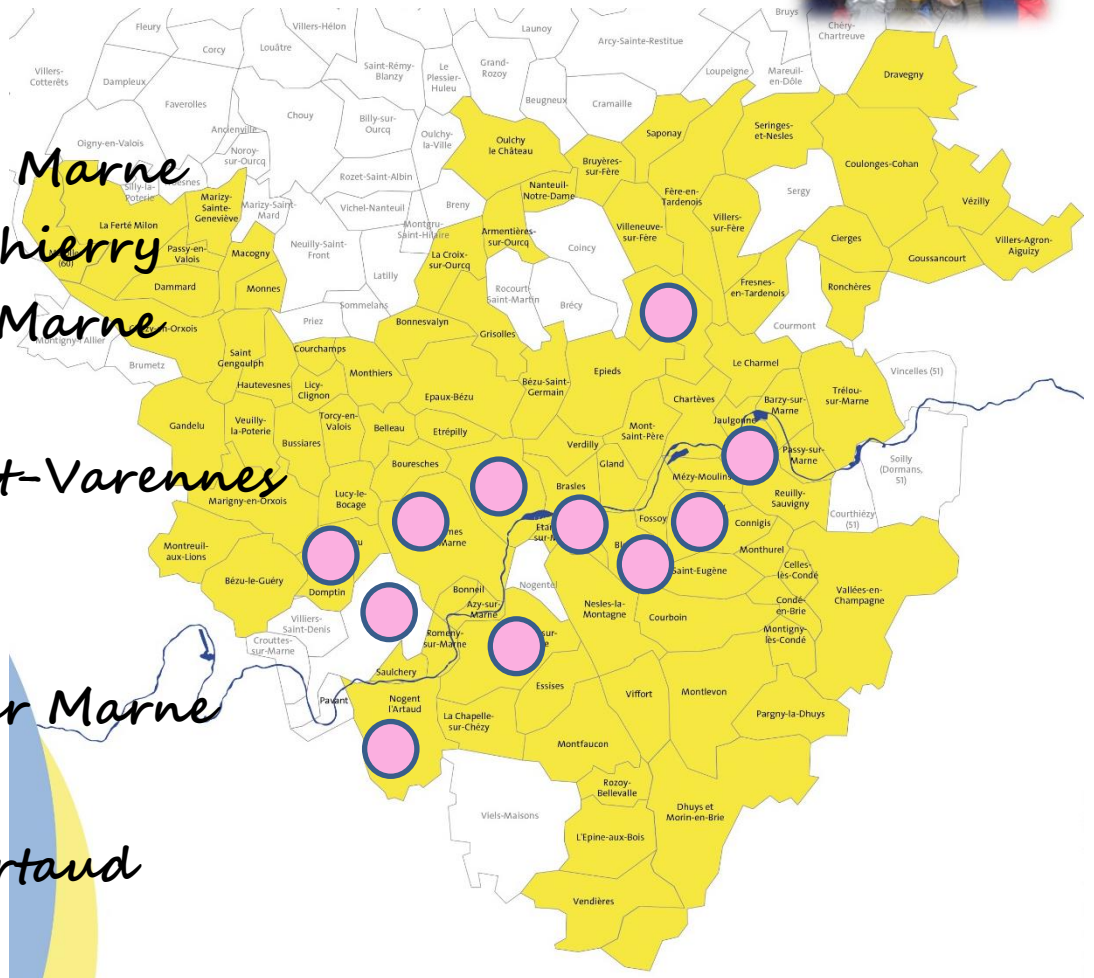 Bruys
Fleury
Villers-Hélon
Launoy
Chéry-
Chartreuve
Corcy
Louâtre
Arcy-Sainte-Restitue
Villers-
Cotterêts
Dampleux
Saint-Rémy-
Blanzy
Le
Plessier-
Huleu
Grand-
Rozoy
Loupeigne
Mareuil-
en-Dôle
Dravegny
Faverolles
Chouy
Billy-sur-
Ourcq
Beugneux
Cramaille
Oigny-en-Valois
Ancienville
Noroy-
sur-Ourcq
Oulchy-
la-Ville
Oulchy
le Château
Saponay
Seringes-
et-Nesles
Coulonges-Cohan
Marne
Silly-la-
Poterie
Rozet-Saint-Albin
Bruyères-
sur-Fère
Nanteuil-
Notre-Dame
Fère-en-
Tardenois
Sergy
Vézilly
Marizy-
Sainte-
Geneviève
Marizy-Saint-
Mard
Vichel-Nanteuil
Breny
La Ferté Milon
Montgru-
Saint-Hilaire
Armentières-
sur-Ourcq
Coincy
Villeneuve-
sur-Fère
Villers-
sur-Fère
Cierges
Villers-Agron-
Aiguizy
hierry
(60)
Passy-en-
Valois
Macogny
Neuilly-Saint-
Front
La Croix-
sur-Ourcq
Goussancourt
Latilly
Dammard
Monnes
Rocourt-
Saint-Martin
Brécy
Fresnes-
en-Tardenois
Ronchères
Sommelans
Marne
-en-Orxois
Priez
Bonnesvalyn
Grisolles
Courmont
Montigny-l'Allier
Brumetz
Saint
Gengoulph
Courchamps
Monthiers
Le Charmel
Vincelles (51)
Hautevesnes
Licy-
Clignon
Epaux-Bézu
Bézu-Saint-
Germain
Epieds
Chartèves
Barzy-sur-
Marne
Trélou-
sur-Marne
Gandelu
Veuilly-
la-Poterie
Bussiares
Torcy-en-
Valois
Belleau
Etrépilly
Mont-
Saint-Père
Jaulgonne
Verdilly
Passy-sur-
Marne
Soilly
(Dormans,
51)
Bouresches
Gland
Mézy-Moulins
t-Varennes
Marigny-en-Orxois
Lucy-le-
Bocage
Brasles
Reuilly-
Sauvigny
Courthiézy
(51)
Fossoy
Connigis
Montreuil-
aux-Lions
Monthurel
Bézu-le-Guéry
Saint-Eugène
Celles-
lès-Condé
Domptin
Bonneil
Nogentel
Vallées-en-
Champagne
Azy-sur-
Marne
Nesles-la-
Montagne
Courboin
Condé-
en-Brie
Villers-
Saint-Denis
Crouttes-
sur-Marne
Romeny-
sur-Marne
Montigny-
lès-Condé
Saulchery
Essises
Viffort
Montlevon
r Marne
Pavant
Nogent
l'Artaud
La Chapelle-
sur-Chézy
Pargny-la-Dhuys
Montfaucon
Rozoy-
Bellevalle
Viels-Maisons
Dhuys et
Morin-en-Brie
L'Epine-aux-Bois
rtaud
Vendières